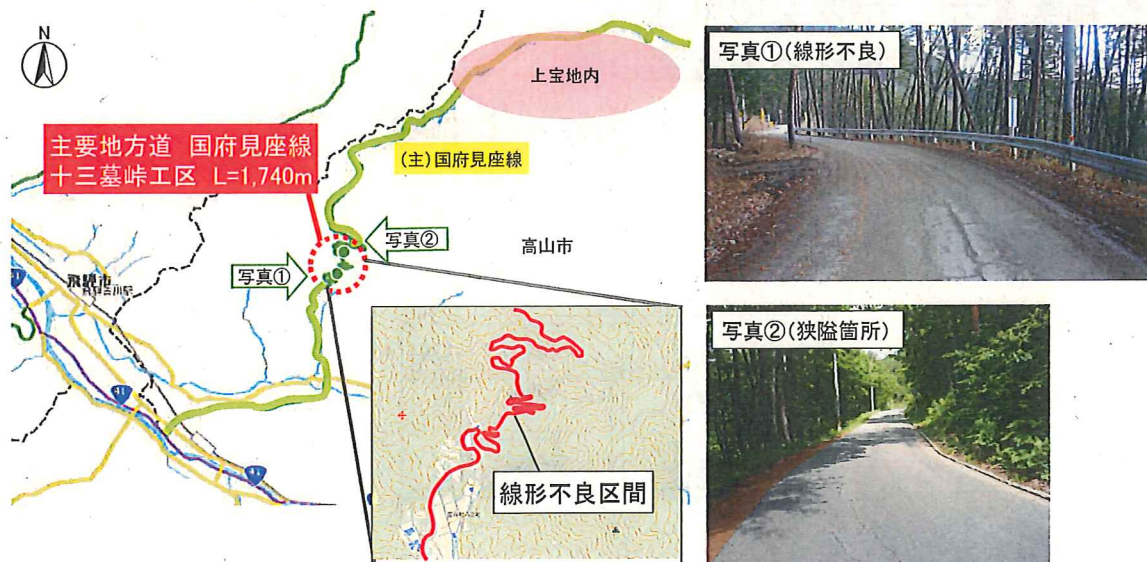 N
主要地方道 国府見座線
十三墓峠工区 L=1,740m
上宝地内
(主)国府見座線
写真②
写真①
高山市
飛騨市
41
41
線形不良区間
写真①(線形不良)
写真②(狭隘箇所)